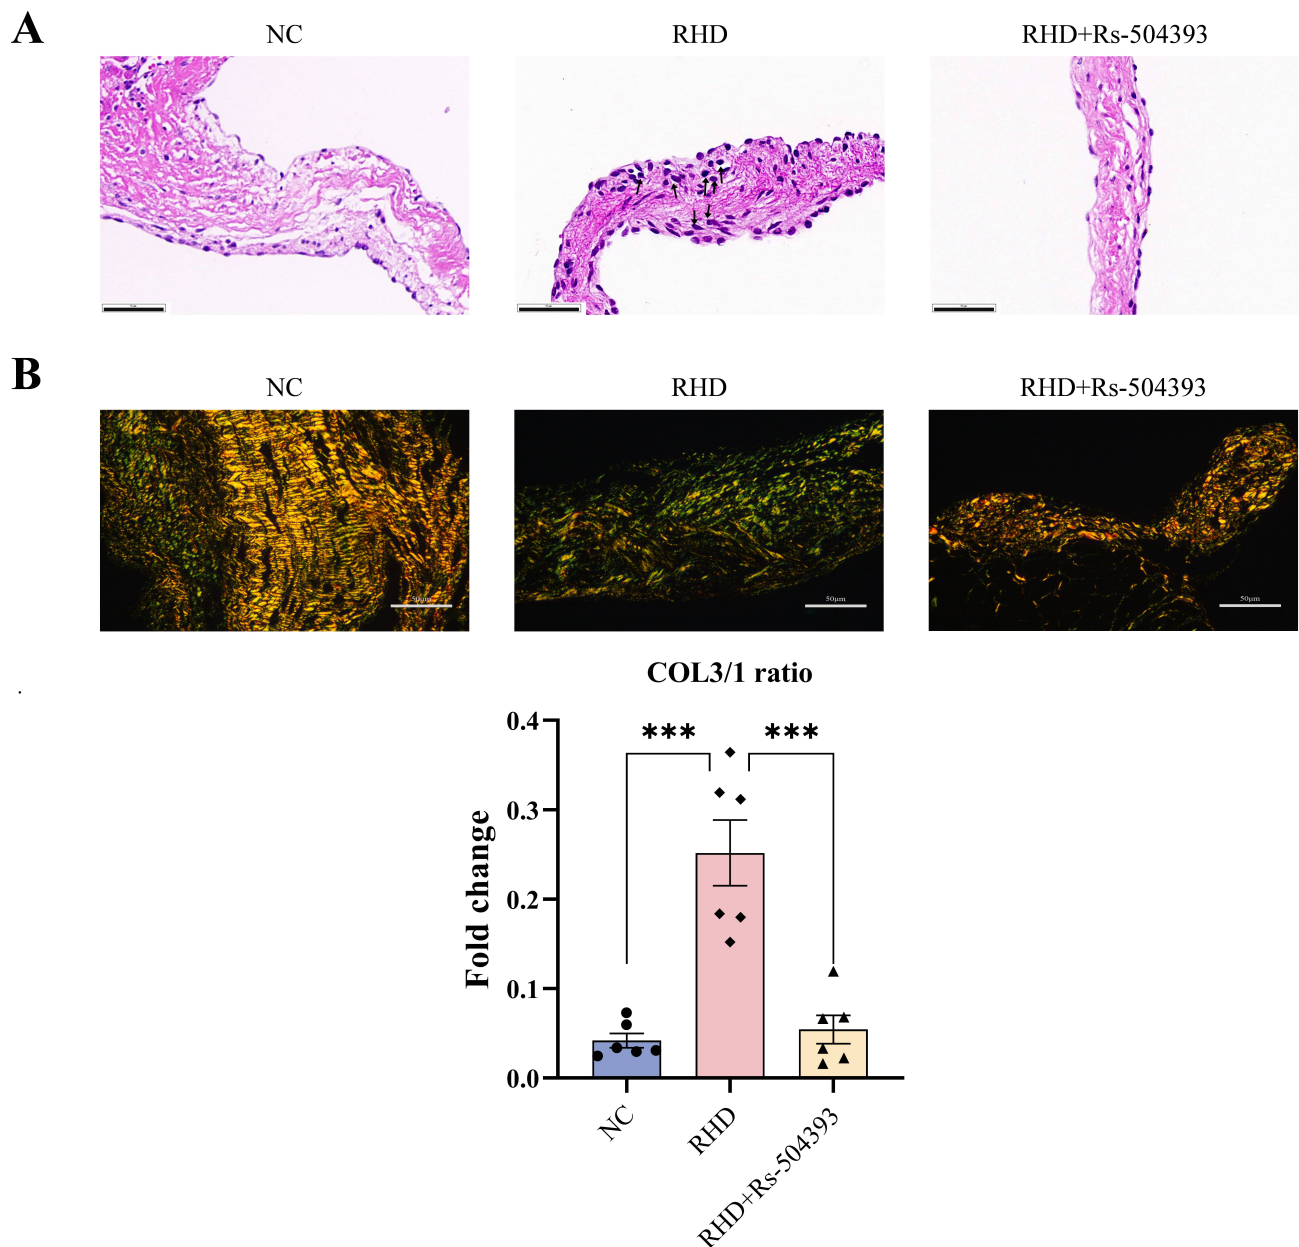 A
NC
RHD
RHD+Rs-504393
B
NC
RHD
RHD+Rs-504393
50μm
50μm
50μm
COL3/1 ratio
Fold change
0.4
0.3
0.2
0.1
0.0
***
***
NC
RHD
RHD+Rs-504393